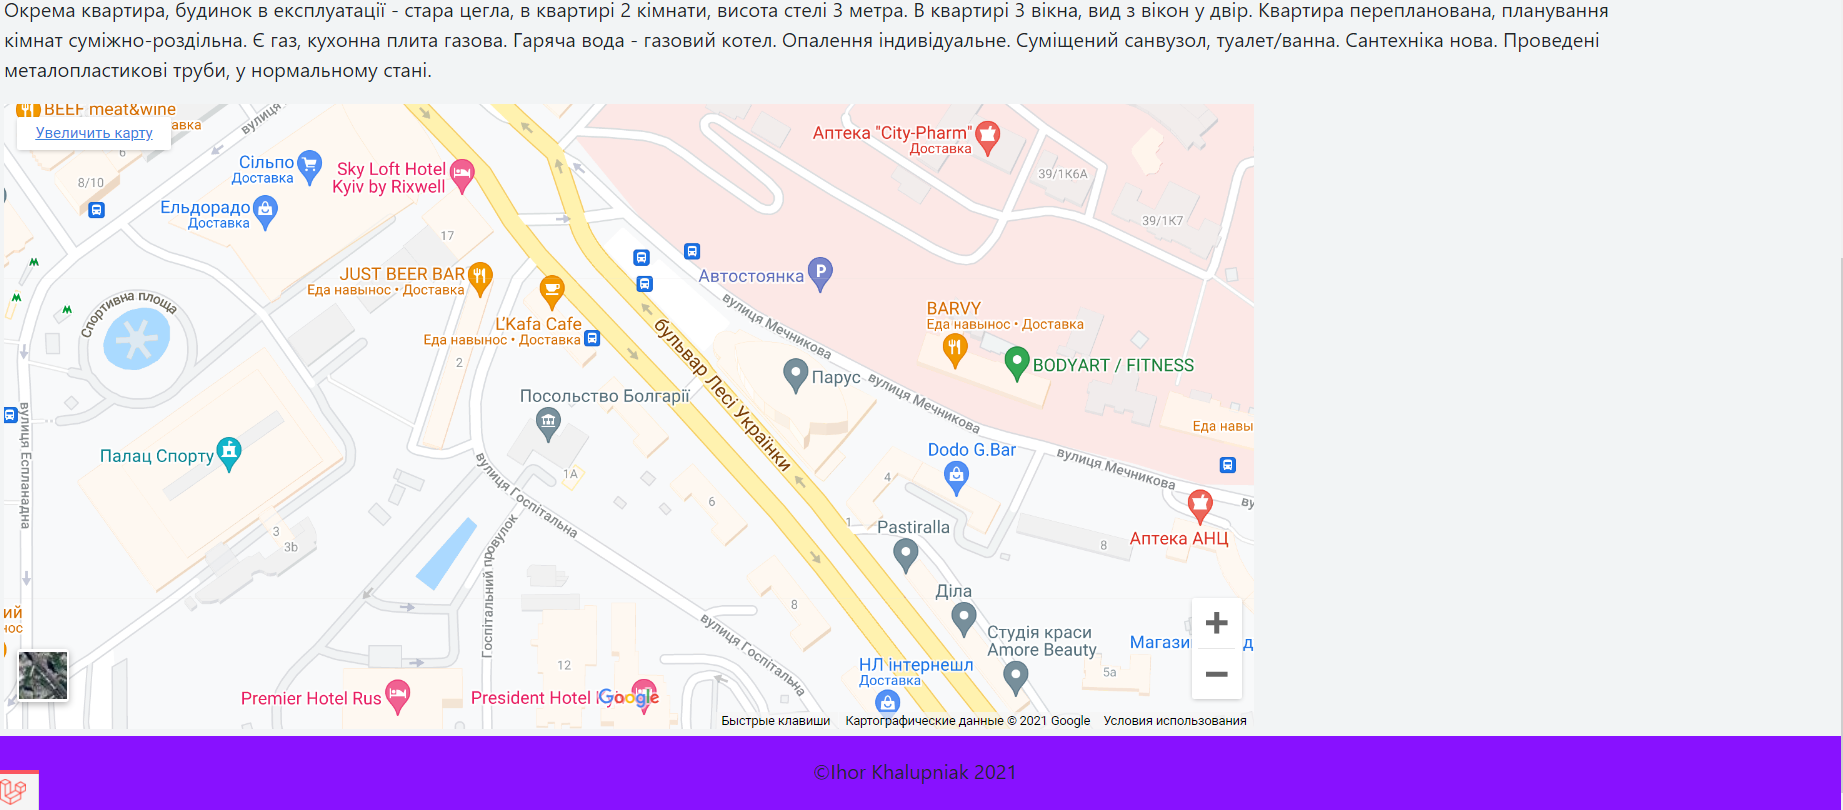 Окрема квартира, будинок в експлуатації - стара цегла, в квартирі 2 кімнати, висота стелі 3 метра. В квартирі 3 вікна, вид з вікон у двір. Квартира перепланована, планування
кімнат суміжно-роздільна. Є газ, кухонна плита газова. Гаряча вода - газовий котел. Опалення індивідуальне. Суміщений санвузол, туалет/ванна. Сантехніка нова. Проведені
металопластикові труби, у нормальному стані.
BEEF meat&wine
авка
Увеличить карту
вулиця
6
8/10
Сільпо
Доставка
Sky Loft Hotel
Kyiv by Rixwell
Ельдорадо
Доставка
17
Аптека "City-Pharm"
Доставка
39/1К6А
39/1К7
JUST BEER BAR
Еда навынос • Доставка
Автостоянка
Спортивна площа
L'Kafa Cafe
Еда навынос • Доставка
бульвар Лесі Українки
вулиця Мечникова
BARVY
Еда навынос • Доставка
2
BODYART / FITNESS
Парус
вулиця Мечникова
Посольство Болгарії
вулиця Еспланадна
Еда навы
Палац Спорту
Dodo G.Bar
вулиця Мечникова
1А
4
вулиця Госпітальна
6
ву
1
Pastiralla
3
3b
8
Аптека АНЦ
Госпітальний провулок
Діла
8
ий
нос
вулиця Госпітальна
Студія краси
Amore Beauty
Магази
д
12
НЛ інтернешл
Доставка
5а
Premier Hotel Rus
President Hotel
Google
Быстрые клавиши
Картографические данные © 2021 Google
Условия использования
©Ihor Khalupniak 2021